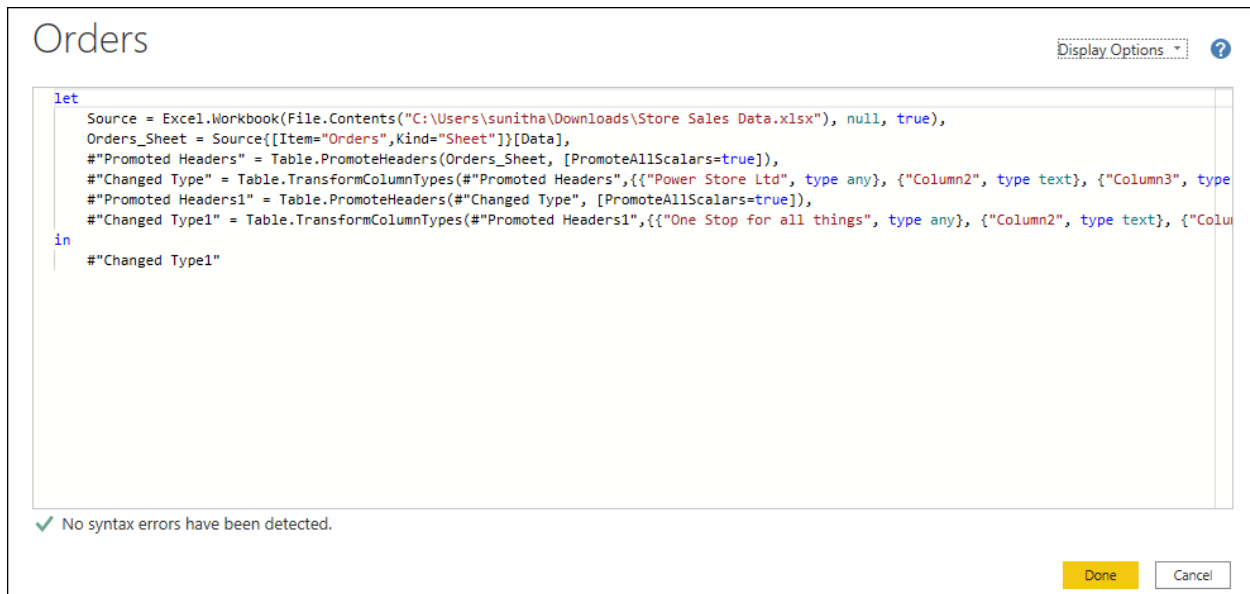 Orders
Display Options
?
let
Source = Excel.Workbook(File.Contents("C:\Users\sunitha\Downloads\Store Sales Data.xlsx"), null, true),
Orders_Sheet = Source{[Item="Orders",Kind="Sheet"]}[Data],
#"Promoted Headers" = Table.PromoteHeaders(Orders_Sheet, [PromoteAllScalars=true]),
#"Changed Type" = Table.TransformColumnTypes(#"Promoted Headers",{{"Power Store Ltd", type any}, {"Column2", type text}, {"Column3", type
#"Promoted Headers1" = Table.PromoteHeaders(#"Changed Type", [PromoteAllScalars=true]),
#"Changed Type1" = Table.TransformColumnTypes(#"Promoted Headers1",{{"One Stop for all things", type any}, {"Column2", type text}, {"Colu
in
#"Changed Type1"
No syntax errors have been detected.
Done
Cancel